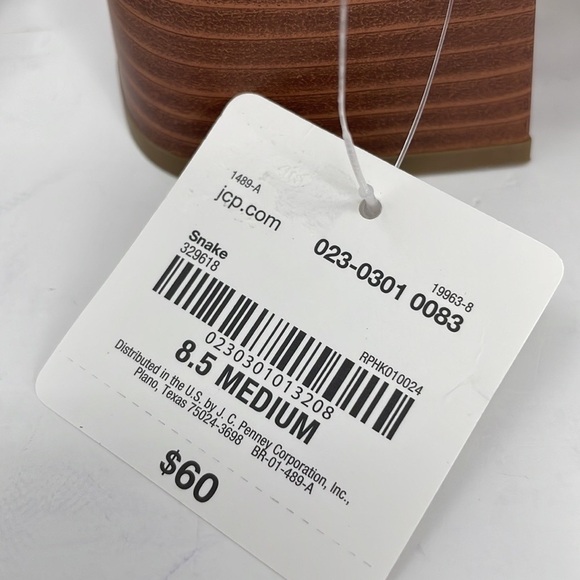 1489-A
jcp.com
023-0301 0083
19963-8
Snake
329618
RPHK010024
0230301013208
8.5 MEDIUM
Distributed in the U.S. by J. C. Penney Corporation, Inc.,
Plano, Texas 75024-3698 BR-01-489-A
$60